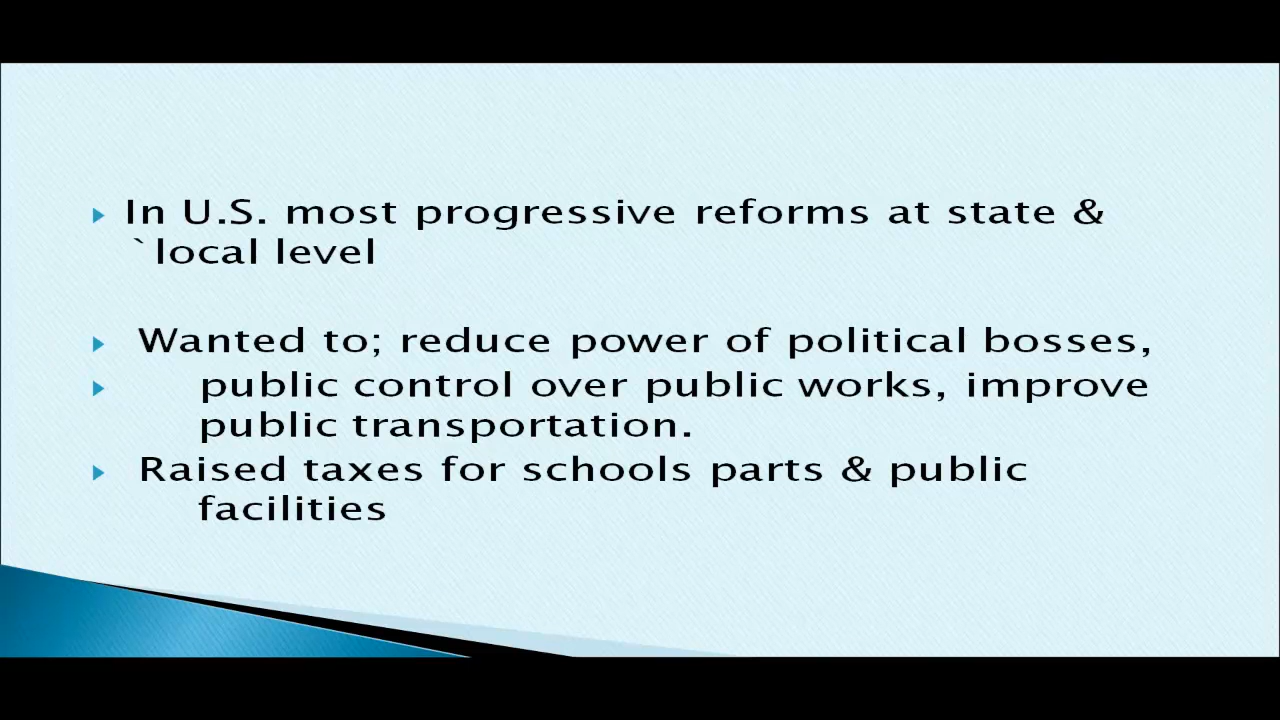 In U.S. most progressive reforms at state &
`local level
Wanted to; reduce power of political bosses,
public control over public works, improve
public transportation.
Raised taxes for schools parts & public
facilities